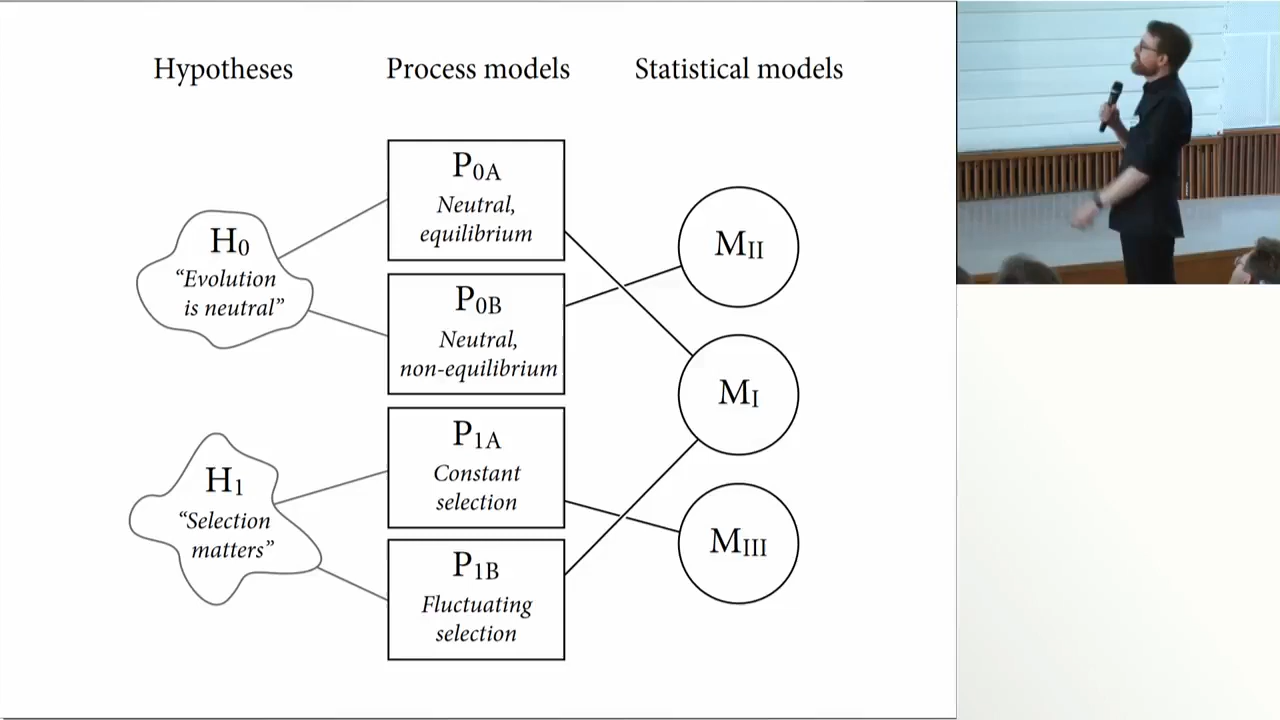 Hypotheses
Process models
Statistical models
H₀
“Evolution
is neutral”
H₁
“Selection
matters”
P₀A
Neutral,
equilibrium
P₀B
Neutral,
non-equilibrium
P₁A
Constant
selection
P₁B
Fluctuating
selection
MII
MI
MIII